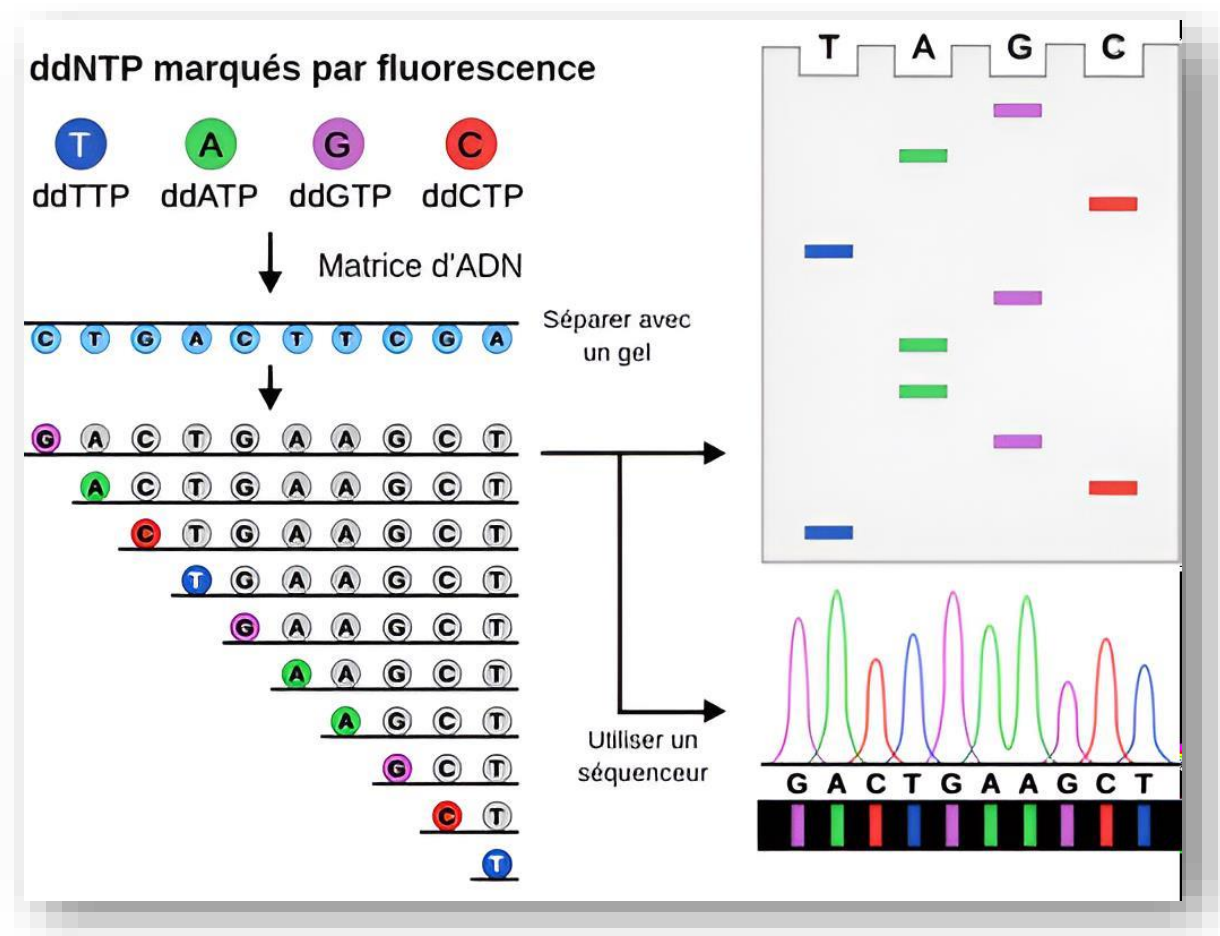 ddNTP marqués par fluorescence
T A G C
ddTTP ddATP ddGTP ddCTP
Matrice d'ADN
C T G A C T T C G A
Séparer avec
un gel
G A C T G A A G C T
A C T G A A G C T
C T G A A G C T
T G A A G C T
G A A G C T
A A G C T
A G C T
G C T
C T
T
T A G C
Utiliser un
séquenceur
G A C T G A A G C T